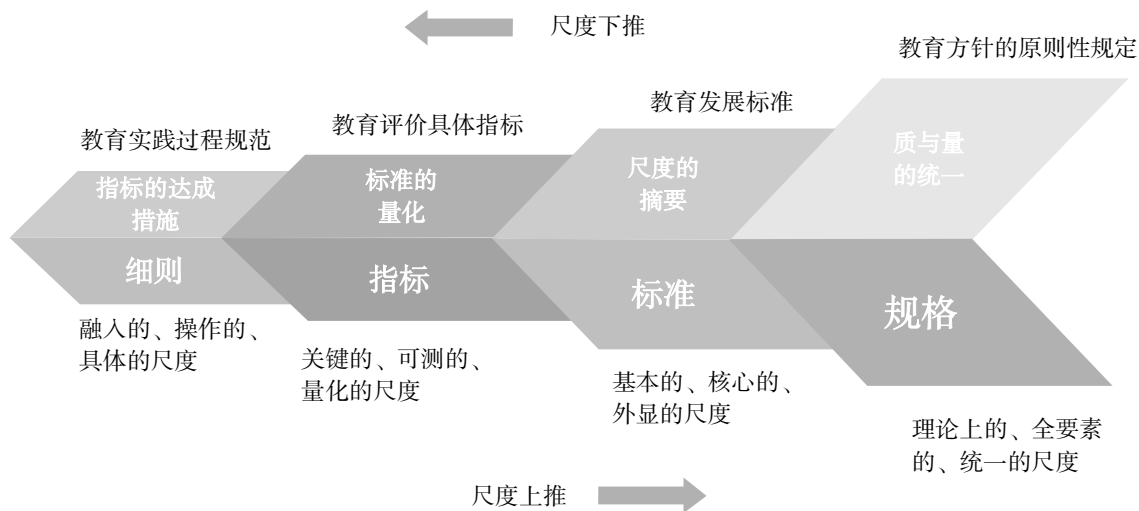 尺度下推
教育方针的原则性规定
教育发展标准
教育评价具体指标
教育实践过程规范
质与量
的统一
尺度的
摘要
标准的
量化
指标的达成
措施
细则
指标
标准
规格
融入的、操作的、
具体的尺度
关键的、可测的、
量化的尺度
基本的、核心的、
外显的尺度
理论上的、全要素
的、统一的尺度
尺度上推